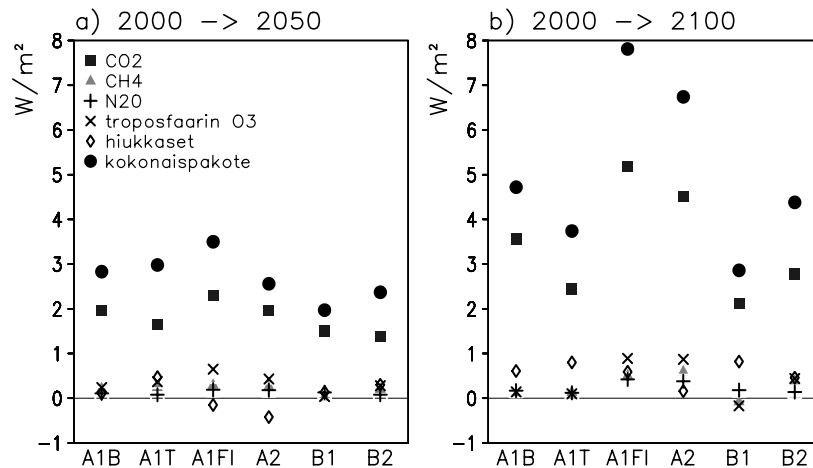 a) 2000 -> 2050
W/m²
8
7
6
5
4
3
2
1
0
-1
CO2
CH4
N2O
troposfaarin O3
hiukkaset
kokonaispakote
A1B A1T A1FI A2 B1 B2
b) 2000 -> 2100
W/m²
8
7
6
5
4
3
2
1
0
-1
A1B A1T A1FI A2 B1 B2